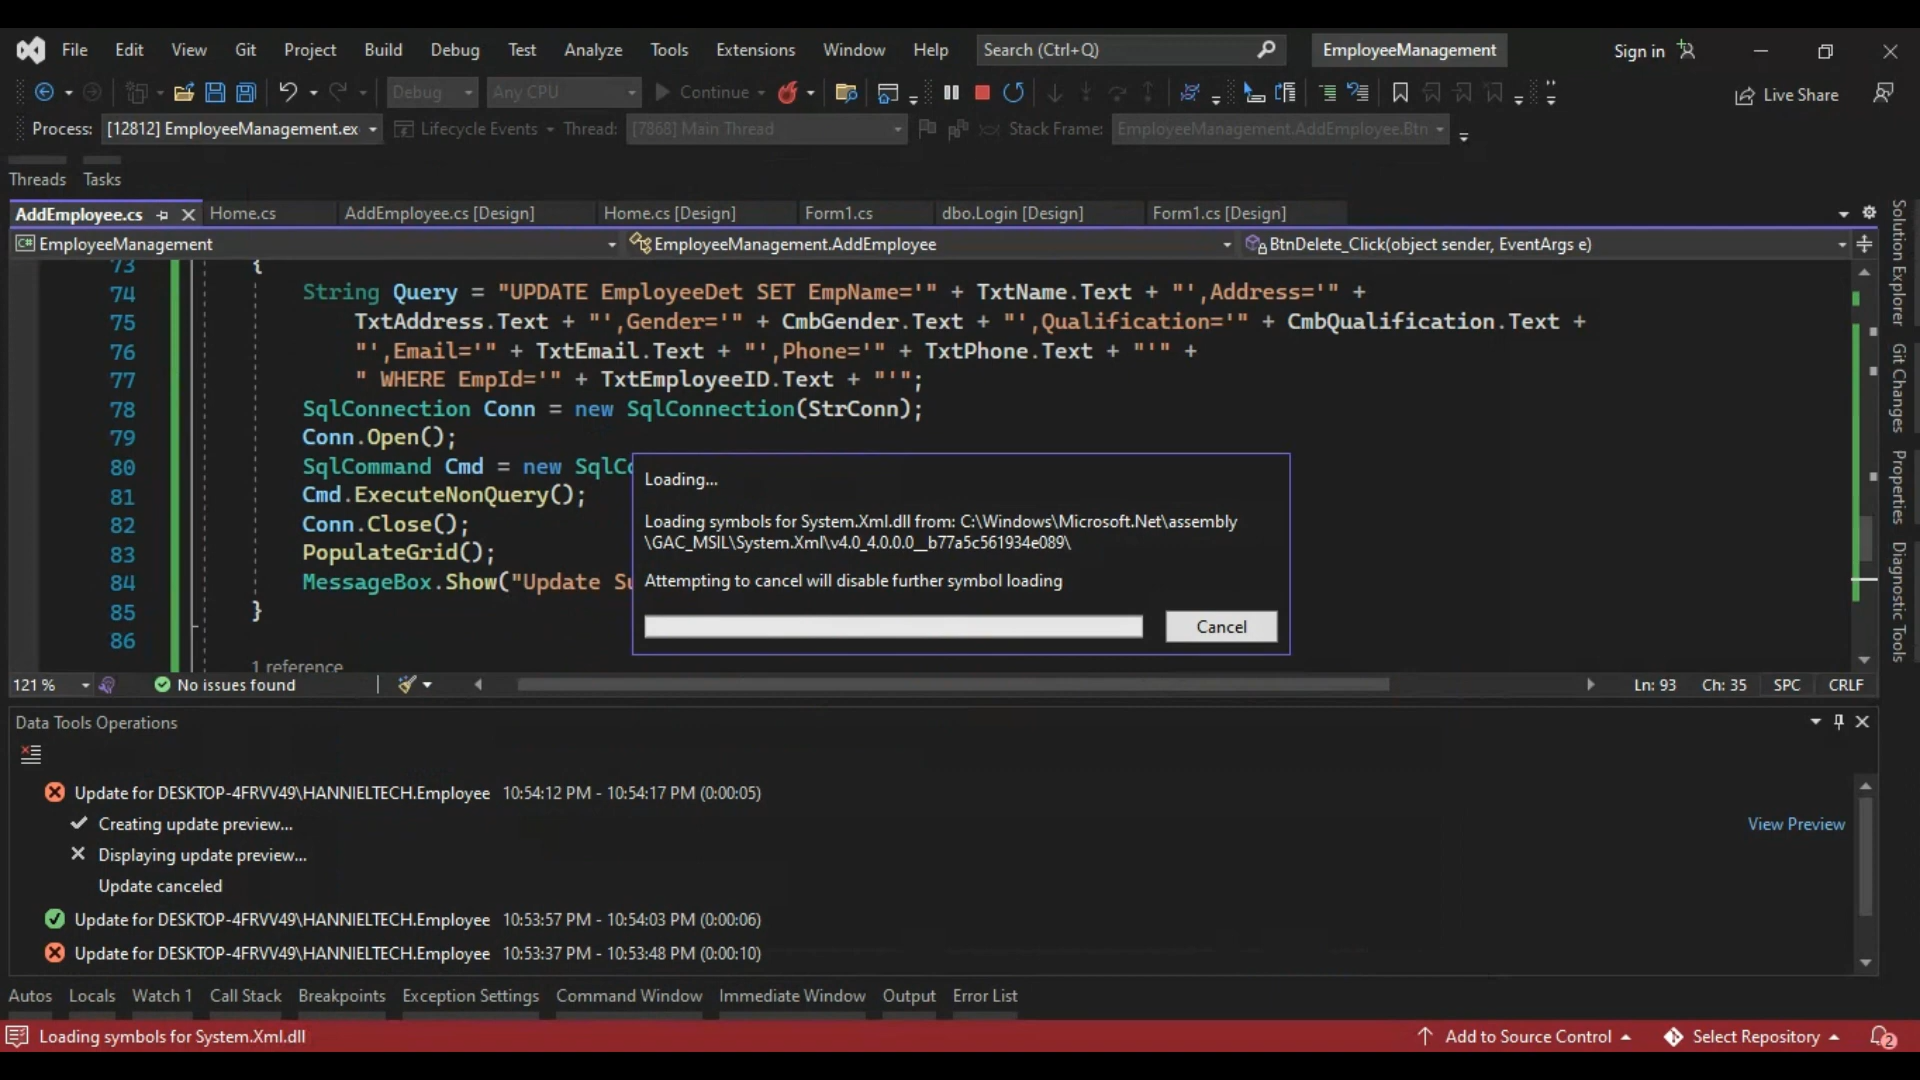 File Edit View Git Project Build Debug Test Analyze Tools Extensions Window Help Search (Ctrl+Q) EmployeeManagement Sign in
Debug Any CPU Continue Live Share
Process: [12812] EmployeeManagement.ex Lifecycle Events Thread: [7868] Main Thread Stack Frame: EmployeeManagement.AddEmployee.Btn
Threads Tasks
AddEmployee.cs Home.cs AddEmployee.cs [Design] Home.cs [Design] Form1.cs dbo.Login [Design] Form1.cs [Design]
C# EmployeeManagement EmployeeManagement.AddEmployee BtnDelete_Click(object sender, EventArgs e)
73 {
74 String Query = "UPDATE EmployeeDet SET EmpName='" + TxtName.Text + "',Address='" +
75 TxtAddress.Text + "',Gender='" + CmbGender.Text + "',Qualification='" + CmbQualification.Text +
76 "',Email='" + TxtEmail.Text + "',Phone='" + TxtPhone.Text + "'" +
77 " WHERE EmpId='" + TxtEmployeeID.Text + "'";
78 SqlConnection Conn = new SqlConnection(StrConn);
79 Conn.Open();
80 SqlCommand Cmd = new SqlCo
81 Cmd.ExecuteNonQuery();
82 Conn.Close();
83 PopulateGrid();
84 MessageBox.Show("Update Su
85 }
86
1 reference
Loading...
Loading symbols for System.Xml.dll from: C:\Windows\Microsoft.Net\assembly
\GAC_MSIL\System.Xml\v4.0_4.0.0.0__b77a5c561934e089\
Attempting to cancel will disable further symbol loading
Cancel
Solution Explorer
Git Changes
Properties
Diagnostic Tools
121 % No issues found Ln: 93 Ch: 35 SPC CRLF
Data Tools Operations
Update for DESKTOP-4FRVV49\HANNIELTECH.Employee 10:54:12 PM - 10:54:17 PM (0:00:05)
Creating update preview... View Preview
Displaying update preview...
Update canceled
Update for DESKTOP-4FRVV49\HANNIELTECH.Employee 10:53:57 PM - 10:54:03 PM (0:00:06)
Update for DESKTOP-4FRVV49\HANNIELTECH.Employee 10:53:37 PM - 10:53:48 PM (0:00:10)
Autos Locals Watch 1 Call Stack Breakpoints Exception Settings Command Window Immediate Window Output Error List
Loading symbols for System.Xml.dll Add to Source Control Select Repository 2